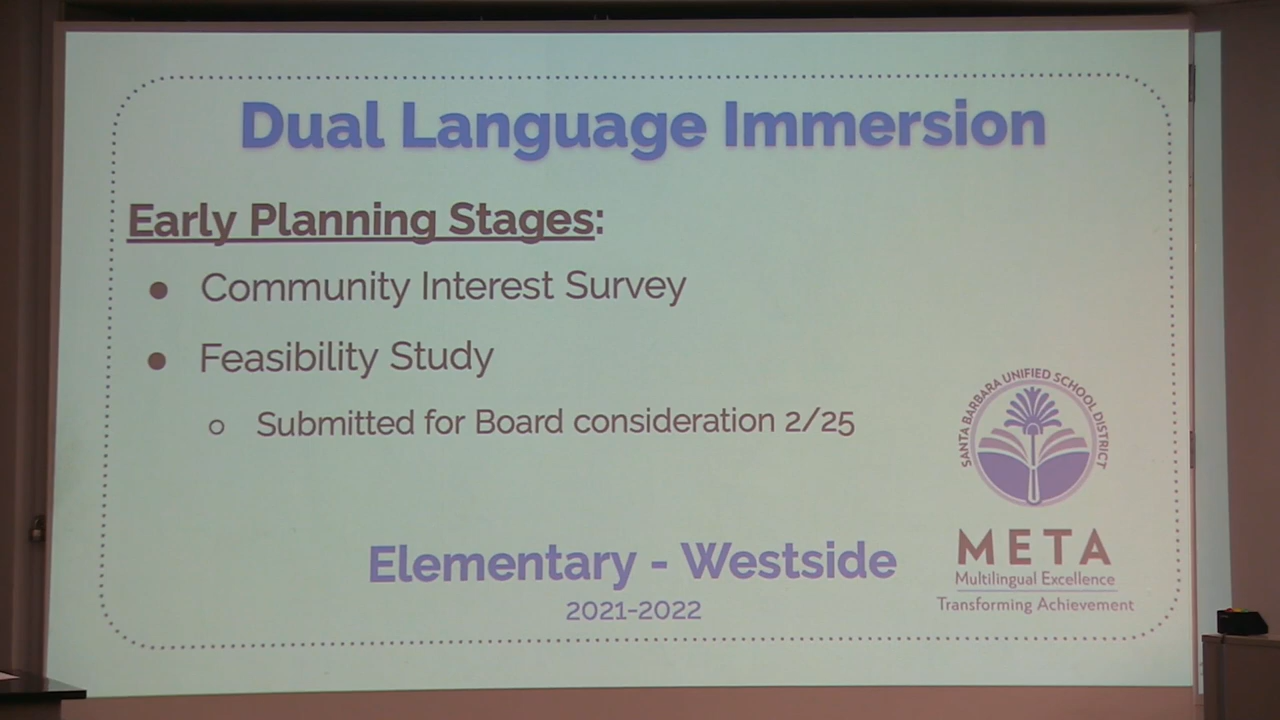 Dual Language Immersion
Early Planning Stages:
● Community Interest Survey
● Feasibility Study
○ Submitted for Board consideration 2/25
SANTA BARBARA UNIFIED SCHOOL DISTRICT
META
Multilingual Excellence
Transforming Achievement
Elementary - Westside
2021-2022